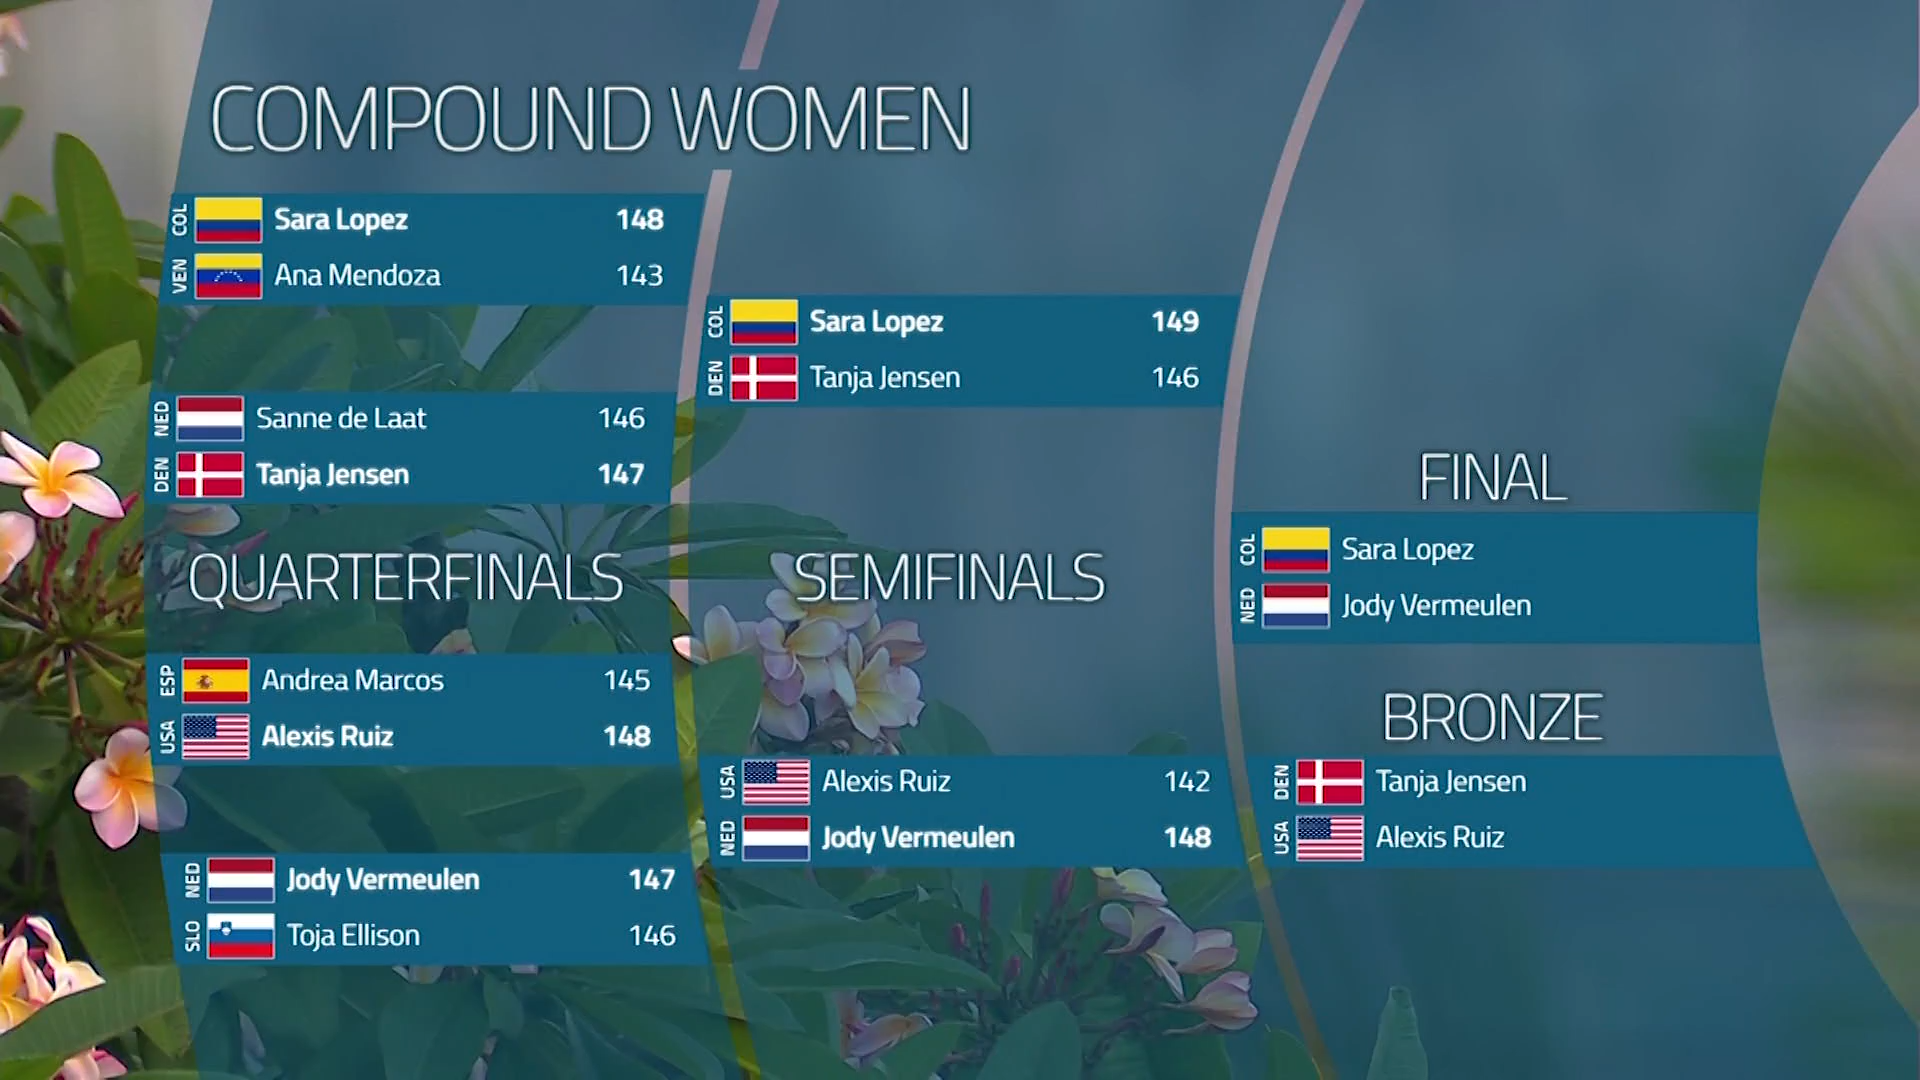 COMPOUND WOMEN
COL Sara Lopez 148
VEN Ana Mendoza 143
NED Sanne de Laat 146
DEN Tanja Jensen 147
QUARTERFINALS
ESP Andrea Marcos 145
USA Alexis Ruiz 148
NED Jody Vermeulen 147
SLO Toja Ellison 146
COL Sara Lopez 149
DEN Tanja Jensen 146
SEMIFINALS
USA Alexis Ruiz 142
NED Jody Vermeulen 148
FINAL
COL Sara Lopez
NED Jody Vermeulen
BRONZE
DEN Tanja Jensen
USA Alexis Ruiz